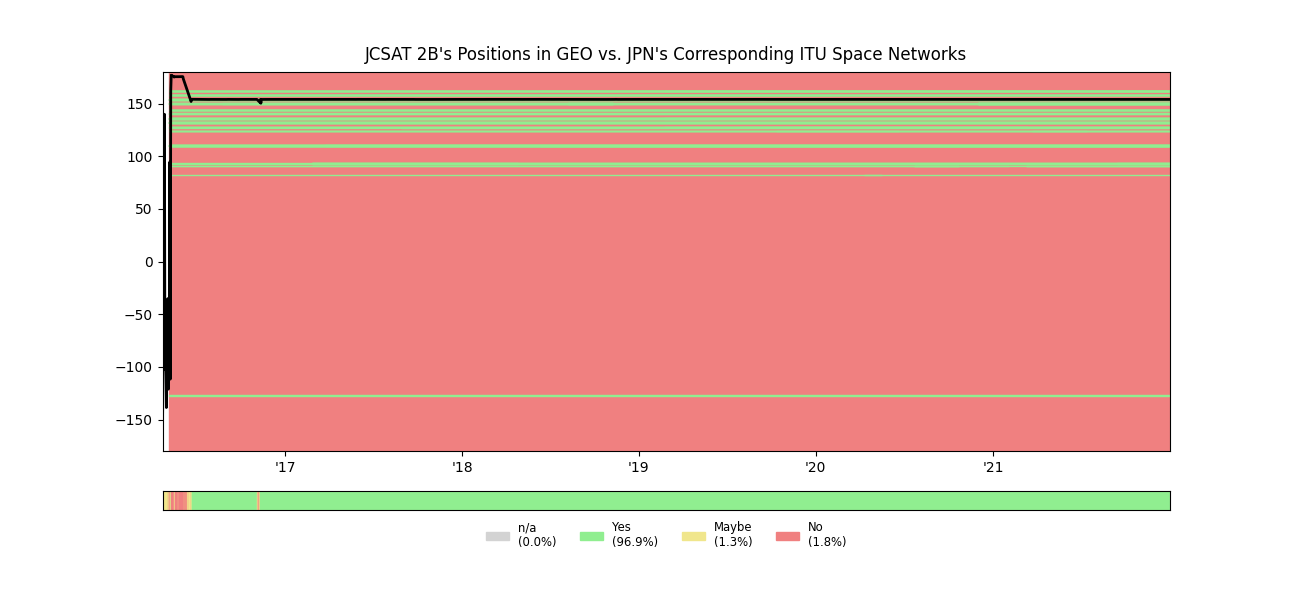 JCSAT 2B's Positions in GEO vs. JPN's Corresponding ITU Space Networks
150
100
50
0
−50
−100
−150
'17 '18 '19 '20 '21
n/a Yes Maybe No
(0.0%) (96.9%) (1.3%) (1.8%)